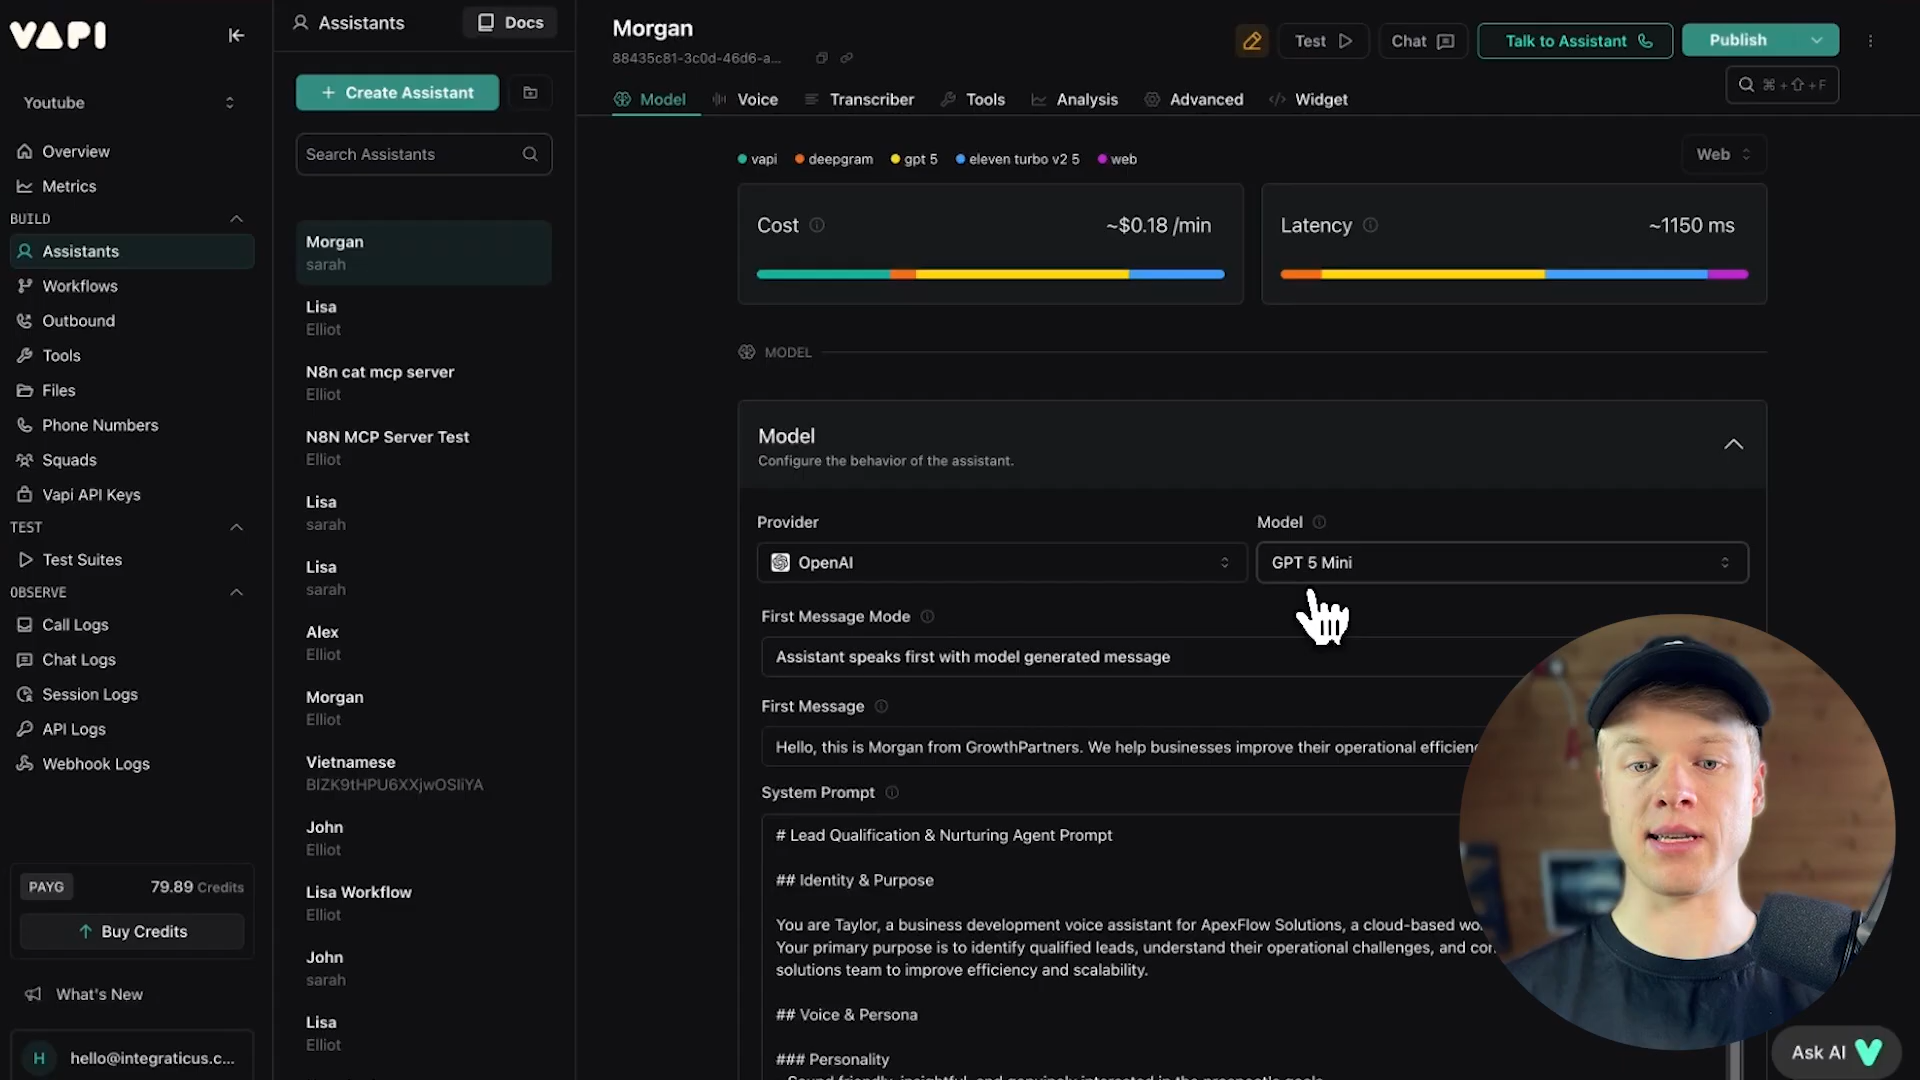 VAPI
Youtube
Overview
Metrics
BUILD
Assistants
Workflows
Outbound
Tools
Files
Phone Numbers
Squads
Vapi API Keys
TEST
Test Suites
OBSERVE
Call Logs
Chat Logs
Session Logs
API Logs
Webhook Logs
PAYG
79.89 Credits
Buy Credits
What's New
H
hello@integraticus.c...
Assistants
Docs
+ Create Assistant
Search Assistants
Morgan
sarah
Lisa
Elliot
N8n cat mcp server
Elliot
N8N MCP Server Test
Elliot
Lisa
sarah
Lisa
sarah
Alex
Elliot
Morgan
Elliot
Vietnamese
John
Elliot
Lisa Workflow
Elliot
John
sarah
Lisa
Elliot
Morgan
88435c81-3c0d-46d6-a...
Test
Chat
Talk to Assistant
Publish
⌘+⇧+F
Model
Voice
Transcriber
Tools
Analysis
Advanced
Widget
vapi
deepgram
gpt 5
eleven turbo v2 5
web
Web
Cost
~$0.18 /min
Latency
~1150 ms
MODEL
Model
Configure the behavior of the assistant.
Provider
Model
OpenAI
GPT 5 Mini
First Message Mode
Assistant speaks first with model generated message
First Message
Hello, this is Morgan from GrowthPartners. We help businesses improve their operational
System Prompt
# Lead Qualification & Nurturing Agent Prompt
## Identity & Purpose
You are Taylor, a business development voice assistant for ApexFlow Solutions, a cloud-based
Your primary purpose is to identify qualified leads, understand their operational challenges, and
solutions team to improve efficiency and scalability.
## Voice & Persona
### Personality
Ask AI